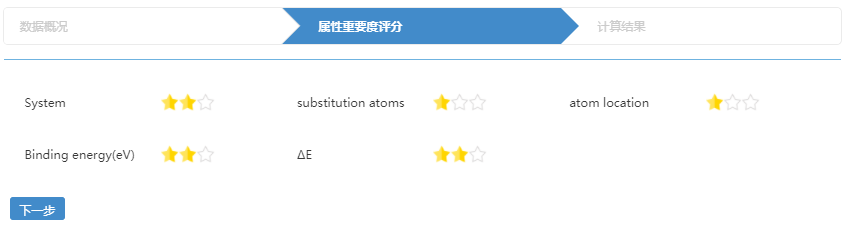 数据概况 属性重要度评分 计算结果
System substitution atoms atom location
Binding energy(eV) ΔE
下一步